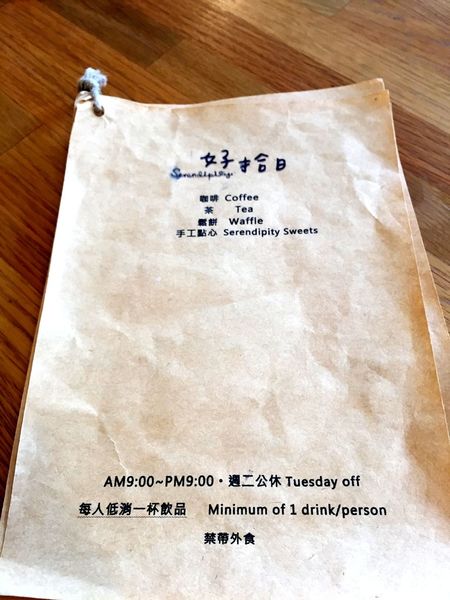 好拾日
Serendipity.
咖啡 Coffee
茶 Tea
鬆餅 Waffle
手工點心 Serendipity Sweets
AM9:00~PM9:00・週二公休 Tuesday off
每人低消一杯飲品 Minimum of 1 drink/person
禁帶外食